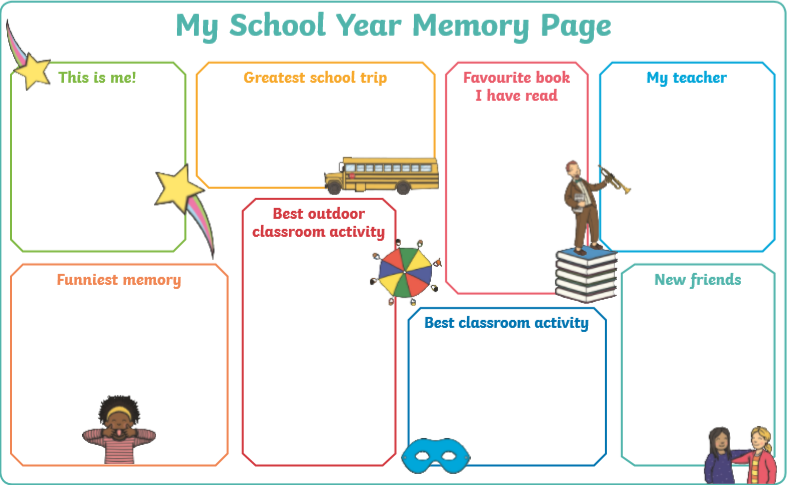 My School Year Memory Page
This is me!
Greatest school trip
Favourite book
I have read
My teacher
Best outdoor
classroom activity
Funniest memory
Best classroom activity
New friends